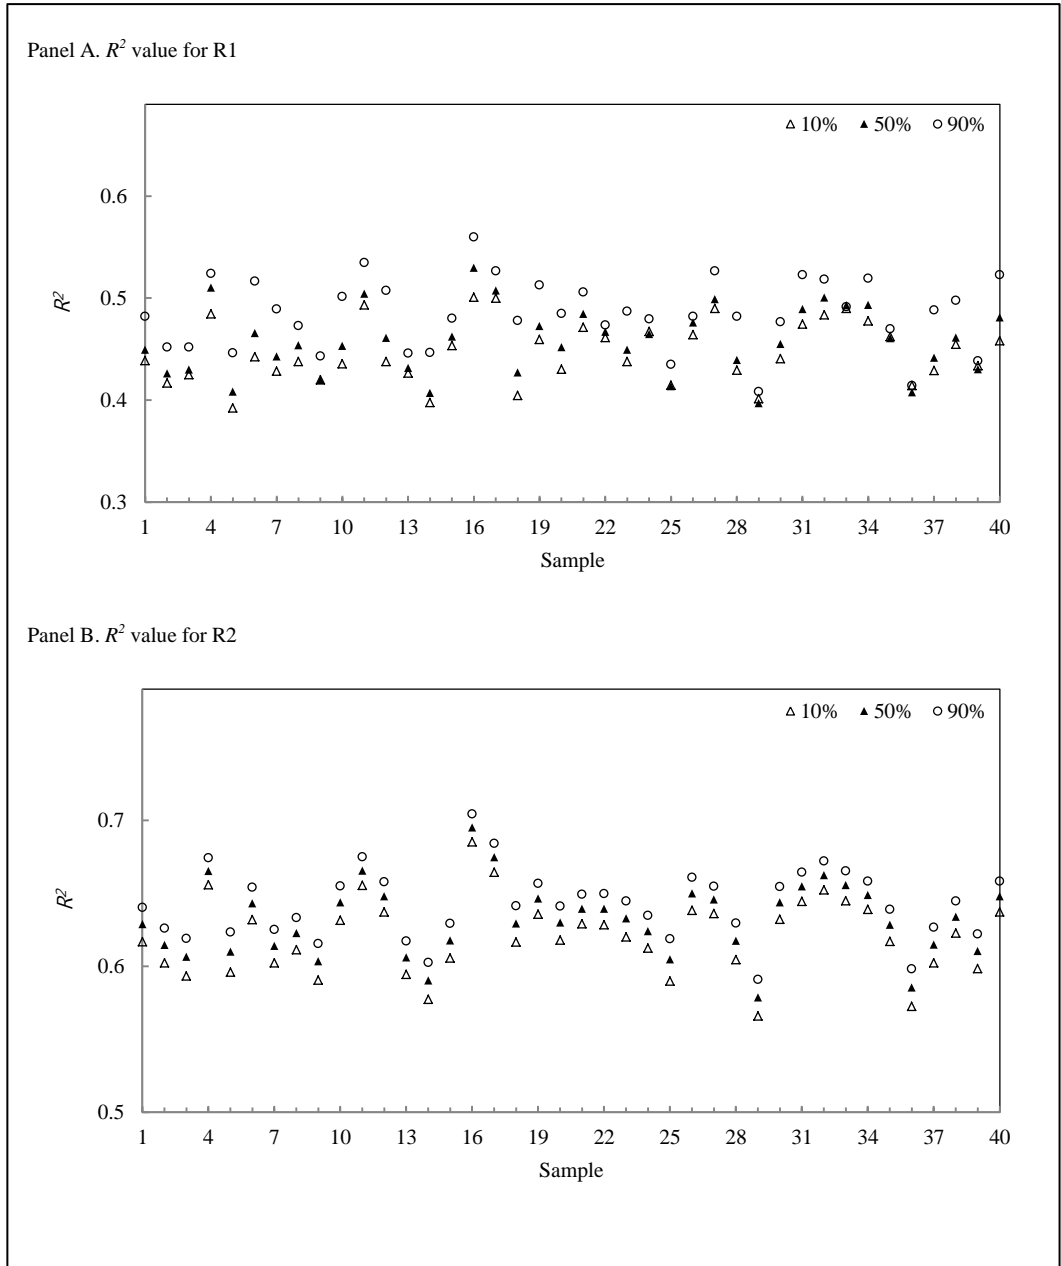 Panel A. R² value for R1
10% 50% 90%
0.6
0.5
0.4
0.3
R²
1 4 7 10 13 16 19 22 25 28 31 34 37 40
Sample
Panel B. R² value for R2
10% 50% 90%
0.7
0.6
0.5
R²
1 4 7 10 13 16 19 22 25 28 31 34 37 40
Sample